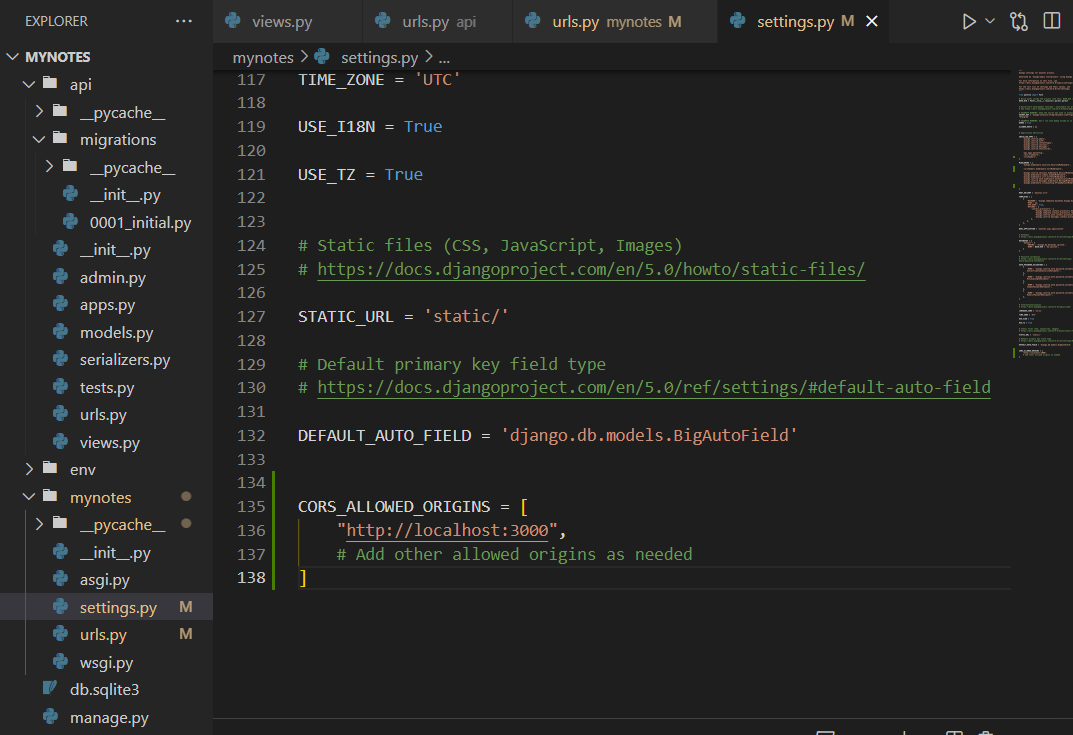 EXPLORER
MYNOTES
api
__pycache__
migrations
__pycache__
__init__.py
0001_initial.py
__init__.py
admin.py
apps.py
models.py
serializers.py
tests.py
urls.py
views.py
env
mynotes
__pycache__
__init__.py
asgi.py
settings.py M
urls.py M
wsgi.py
db.sqlite3
manage.py
views.py urls.py api urls.py mynotes M settings.py M
mynotes > settings.py > ...
117 TIME_ZONE = 'UTC'
118
119 USE_I18N = True
120
121 USE_TZ = True
122
123
124 # Static files (CSS, JavaScript, Images)
125 # https://docs.djangoproject.com/en/5.0/howto/static-files/
126
127 STATIC_URL = 'static/'
128
129 # Default primary key field type
130 # https://docs.djangoproject.com/en/5.0/ref/settings/#default-auto-field
131
132 DEFAULT_AUTO_FIELD = 'django.db.models.BigAutoField'
133
134
135 CORS_ALLOWED_ORIGINS = [
136 "http://localhost:3000",
137 # Add other allowed origins as needed
138 ]